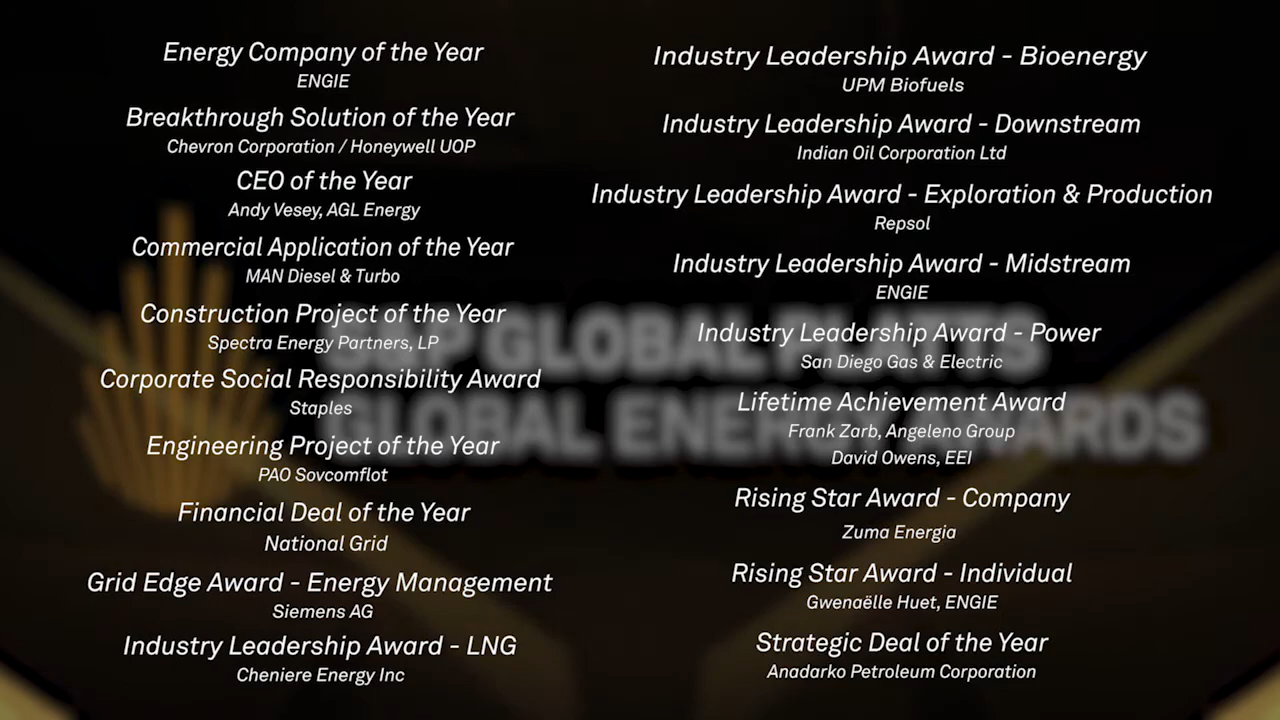 Energy Company of the Year
ENGIE
Breakthrough Solution of the Year
Chevron Corporation / Honeywell UOP
CEO of the Year
Andy Vesey, AGL Energy
Commercial Application of the Year
MAN Diesel & Turbo
Construction Project of the Year
Spectra Energy Partners, LP
Corporate Social Responsibility Award
Staples
Engineering Project of the Year
PAO Sovcomflot
Financial Deal of the Year
National Grid
Grid Edge Award - Energy Management
Siemens AG
Industry Leadership Award - LNG
Cheniere Energy Inc
Industry Leadership Award - Bioenergy
UPM Biofuels
Industry Leadership Award - Downstream
Indian Oil Corporation Ltd
Industry Leadership Award - Exploration & Production
Repsol
Industry Leadership Award - Midstream
ENGIE
Industry Leadership Award - Power
San Diego Gas & Electric
Lifetime Achievement Award
Frank Zarb, Angeleno Group
David Owens, EEI
Rising Star Award - Company
Zuma Energia
Rising Star Award - Individual
Gwenaëlle Huet, ENGIE
Strategic Deal of the Year
Anadarko Petroleum Corporation
GLOBAL
GLOBAL